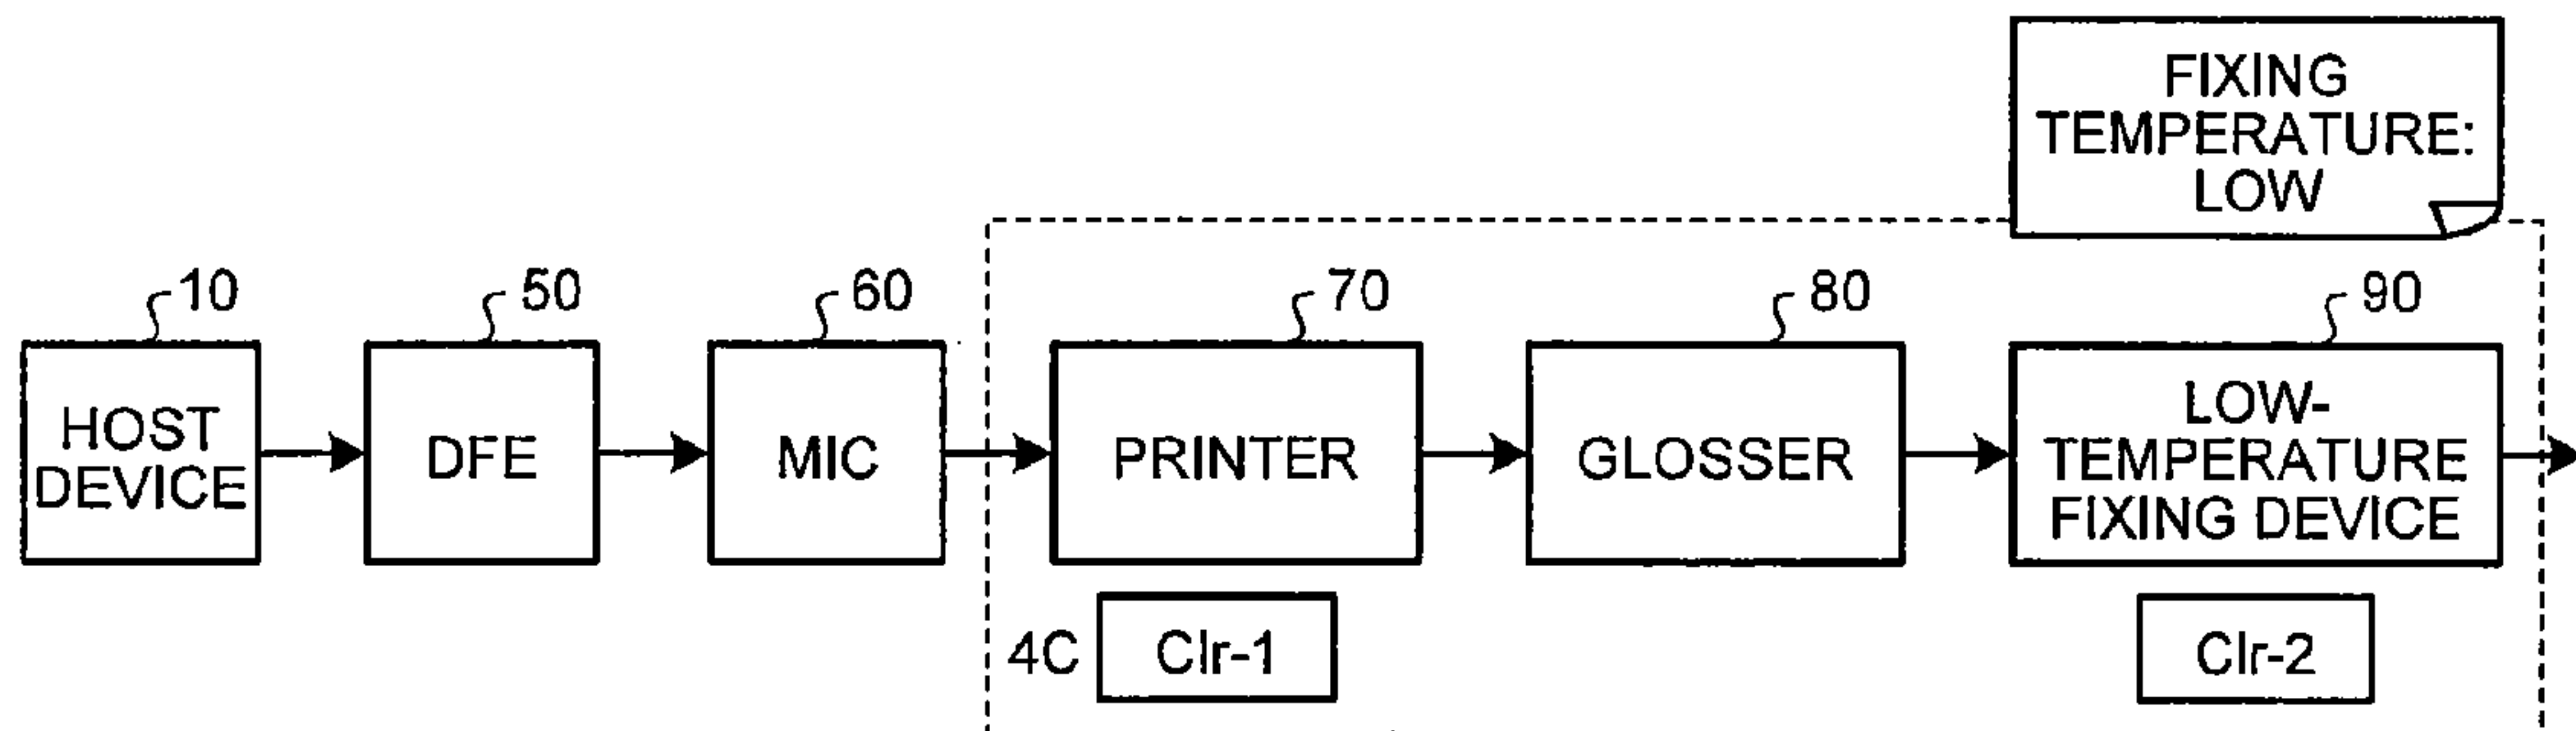 FIXING
TEMPERATURE:
LOW
10
50
60
70
80
90
HOST
DEVICE
DFE
MIC
PRINTER
GLOSSER
LOW-
TEMPERATURE
FIXING DEVICE
4C
Clr-1
Clr-2